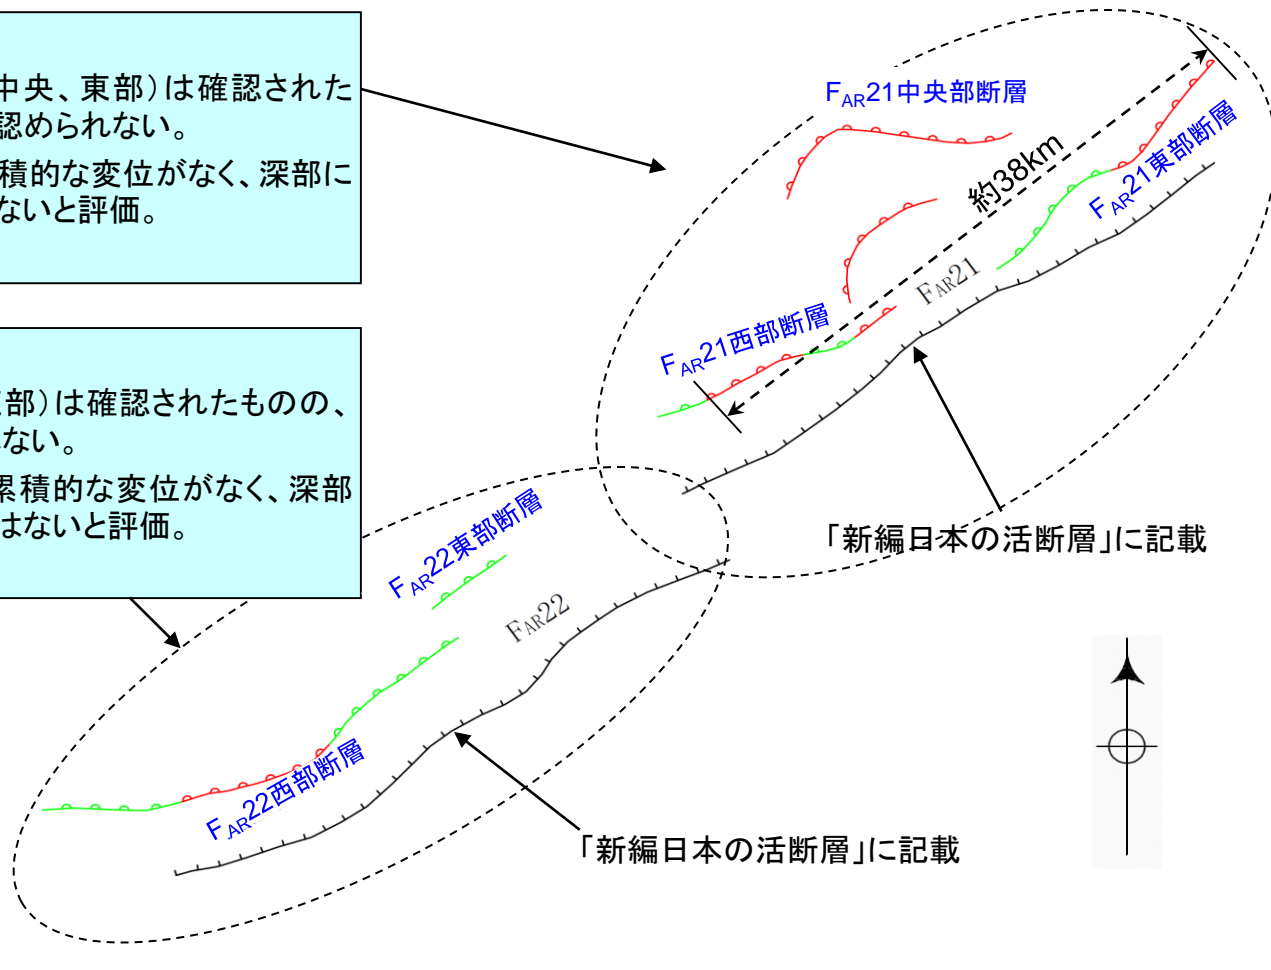 中央、東部）は確認された
認められない。
積的な変位がなく、深部に
ないと評価。
部）は確認されたものの、
ない。
累積的な変位がなく、深部
はないと評価。
FAR21中央部断層
約38km
FAR21東部断層
FAR21
FAR21西部断層
「新編日本の活断層」に記載
FAR22東部断層
FAR22
FAR22西部断層
「新編日本の活断層」に記載